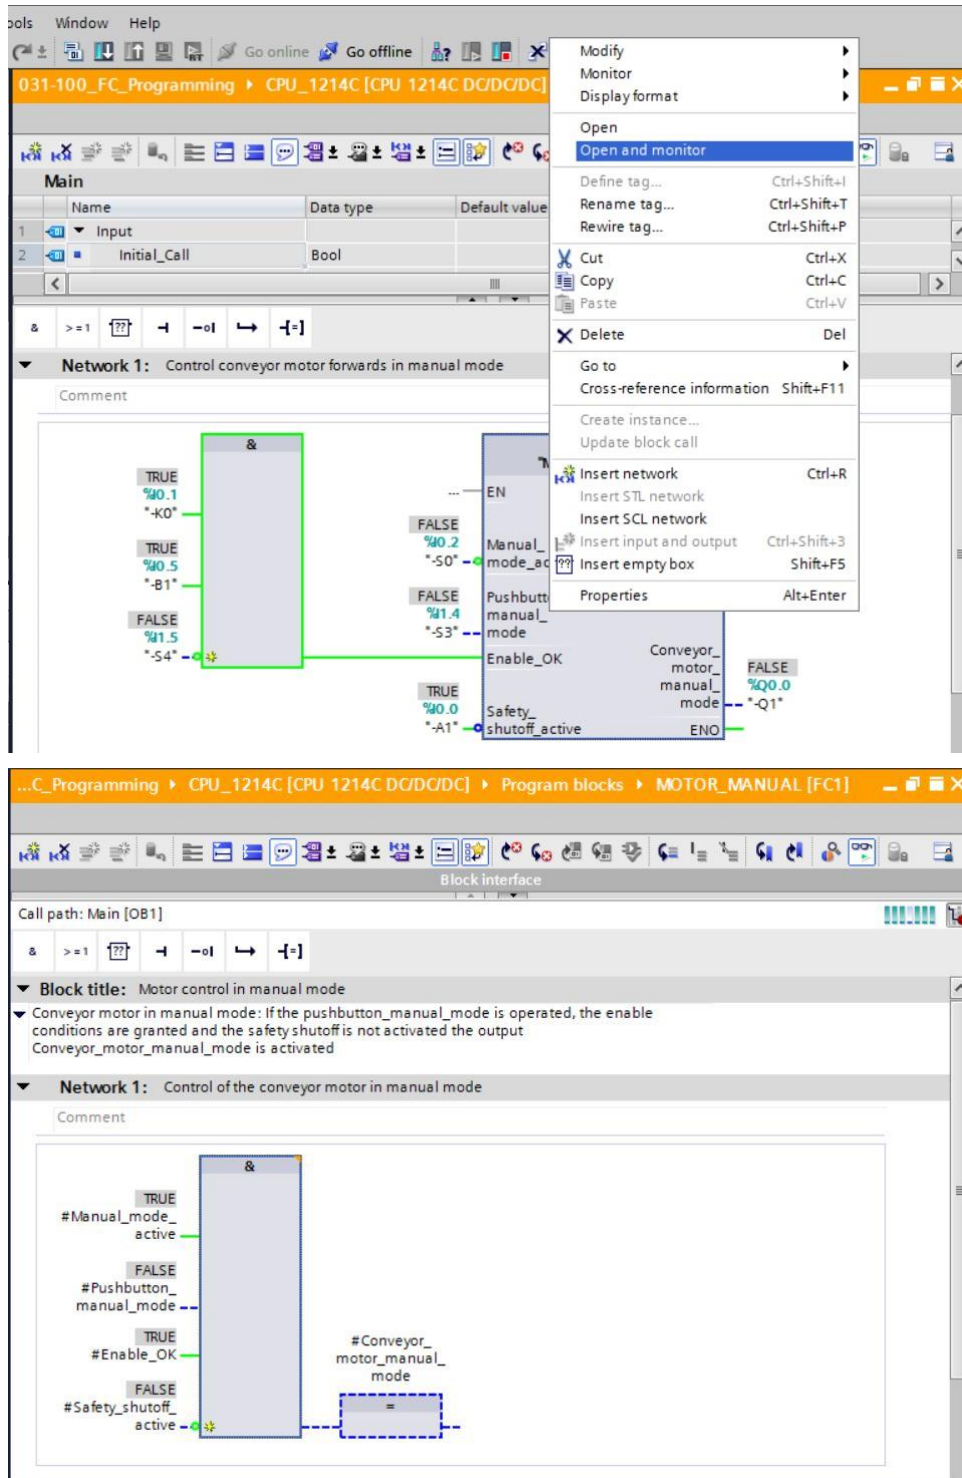 ools Window Help
Go online Go offline
031-100_FC_Programming ▸ CPU_1214C [CPU 1214C DC/DC/DC]
Main
Name Data type Default value
1 Input
2 Initial_Call Bool
& >=1 ?? ⊣ -o| ↦ -[=]
Network 1: Control conveyor motor forwards in manual mode
Comment
&
TRUE
%I0.1
"-K0"
TRUE
%I0.5
"-B1"
FALSE
%I1.5
"-S4"
"M
... EN
FALSE
%I0.2
"-S0"
Manual_
mode_ac
FALSE
%I1.4
"-S3"
Pushbutt
manual_
mode
Enable_OK
TRUE
%I0.0
"-A1"
Safety_
shutoff_active
Conveyor_
motor_
manual_
mode
FALSE
%Q0.0
"-Q1"
ENO
Modify
Monitor
Display format
Open
Open and monitor
Define tag... Ctrl+Shift+I
Rename tag... Ctrl+Shift+T
Rewire tag... Ctrl+Shift+P
Cut Ctrl+X
Copy Ctrl+C
Paste Ctrl+V
Delete Del
Go to
Cross-reference information Shift+F11
Create instance...
Update block call
Insert network Ctrl+R
Insert STL network
Insert SCL network
Insert input and output Ctrl+Shift+3
Insert empty box Shift+F5
Properties Alt+Enter
...C_Programming ▸ CPU_1214C [CPU 1214C DC/DC/DC] ▸ Program blocks ▸ MOTOR_MANUAL [FC1]
Block interface
Call path: Main [OB1]
& >=1 ?? ⊣ -o| ↦ -[=]
Block title: Motor control in manual mode
Conveyor motor in manual mode: If the pushbutton_manual_mode is operated, the enable
conditions are granted and the safety shutoff is not activated the output
Conveyor_motor_manual_mode is activated
Network 1: Control of the conveyor motor in manual mode
Comment
&
TRUE
#Manual_mode_
active
FALSE
#Pushbutton_
manual_mode
TRUE
#Enable_OK
FALSE
#Safety_shutoff_
active
#Conveyor_
motor_manual_
mode
=